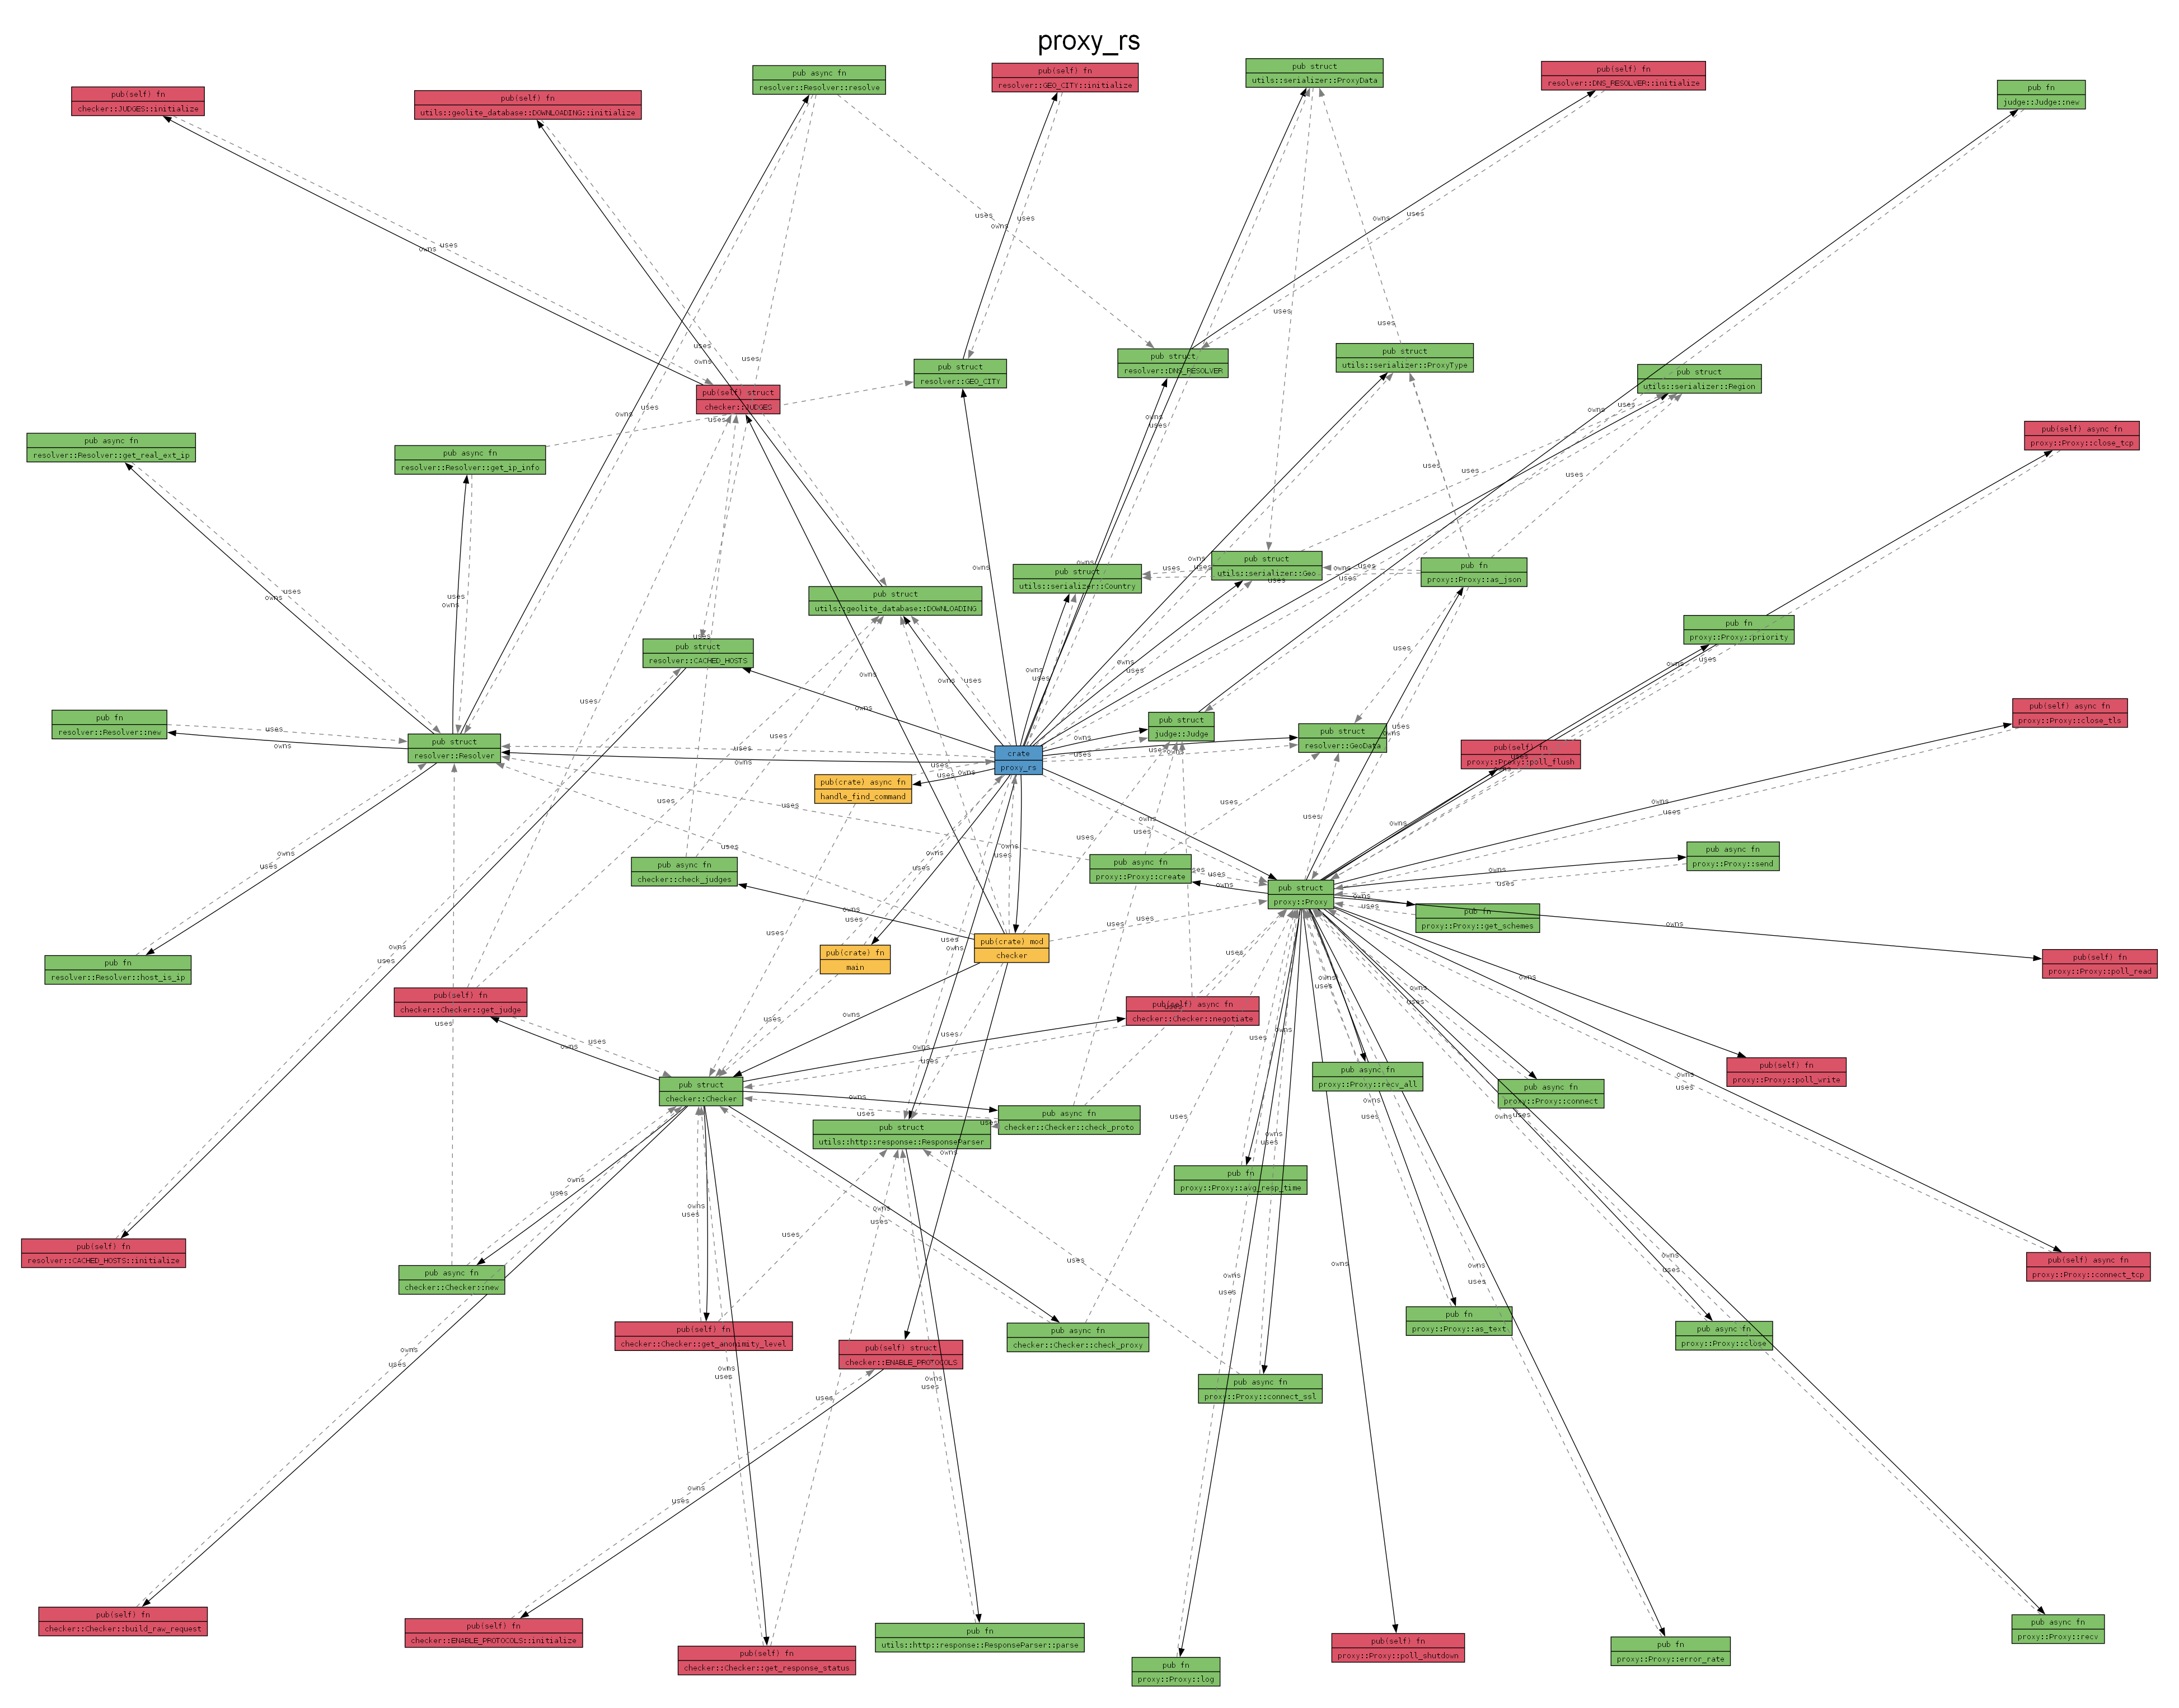 proxy_rs
pub(self) fn
checker::JUDGES::initialize
pub(self) fn
utils::geolite_database::DOWNLOADING::initialize
pub async fn
resolver::Resolver::resolve
pub(self) fn
resolver::GEO_CITY::initialize
pub struct
utils::serializer::ProxyData
pub(self) fn
resolver::DNS_RESOLVER::initialize
pub fn
judge::Judge::new
pub struct
resolver::GEO_CITY
pub struct
resolver::DNS_RESOLVER
pub struct
utils::serializer::ProxyType
pub struct
utils::serializer::Region
pub(self) struct
checker::JUDGES
pub async fn
resolver::Resolver::get_real_ext_ip
pub async fn
resolver::Resolver::get_ip_info
pub(self) async fn
proxy::Proxy::close_tcp
pub struct
utils::serializer::Country
pub struct
utils::serializer::Geo
pub fn
proxy::Proxy::as_json
pub struct
utils::geolite_database::DOWNLOADING
pub struct
resolver::CACHED_HOSTS
pub fn
proxy::Proxy::priority
pub fn
resolver::Resolver::new
pub struct
resolver::Resolver
crate
proxy_rs
pub struct
judge::Judge
pub struct
resolver::GeoData
pub(self) fn
proxy::Proxy::poll_flush
pub(self) async fn
proxy::Proxy::close_tls
pub(crate) async fn
handle_find_command
pub async fn
checker::check_judges
pub async fn
proxy::Proxy::create
pub struct
proxy::Proxy
pub async fn
proxy::Proxy::send
pub fn
proxy::Proxy::get_schemes
pub fn
resolver::Resolver::host_is_ip
pub(crate) fn
main
pub(crate) mod
checker
pub(self) fn
proxy::Proxy::poll_read
pub(self) fn
checker::Checker::get_judge
pub(self) async fn
checker::Checker::negotiate
pub struct
checker::Checker
pub async fn
proxy::Proxy::recv_all
pub async fn
proxy::Proxy::connect
pub(self) fn
proxy::Proxy::poll_write
pub struct
utils::http::response::ResponseParser
pub async fn
checker::Checker::check_proto
pub fn
proxy::Proxy::avg_resp_time
pub(self) fn
resolver::CACHED_HOSTS::initialize
pub async fn
checker::Checker::new
pub(self) async fn
proxy::Proxy::connect_tcp
pub(self) fn
checker::Checker::get_anonimity_level
pub(self) struct
checker::ENABLE_PROTOCOLS
pub async fn
checker::Checker::check_proxy
pub fn
proxy::Proxy::as_text
pub async fn
proxy::Proxy::close
pub async fn
proxy::Proxy::connect_ssl
pub(self) fn
checker::Checker::build_raw_request
pub(self) fn
checker::ENABLE_PROTOCOLS::initialize
pub(self) fn
checker::Checker::get_response_status
pub fn
utils::http::response::ResponseParser::parse
pub fn
proxy::Proxy::log
pub(self) fn
proxy::Proxy::poll_shutdown
pub fn
proxy::Proxy::error_rate
pub async fn
proxy::Proxy::recv
owns
uses